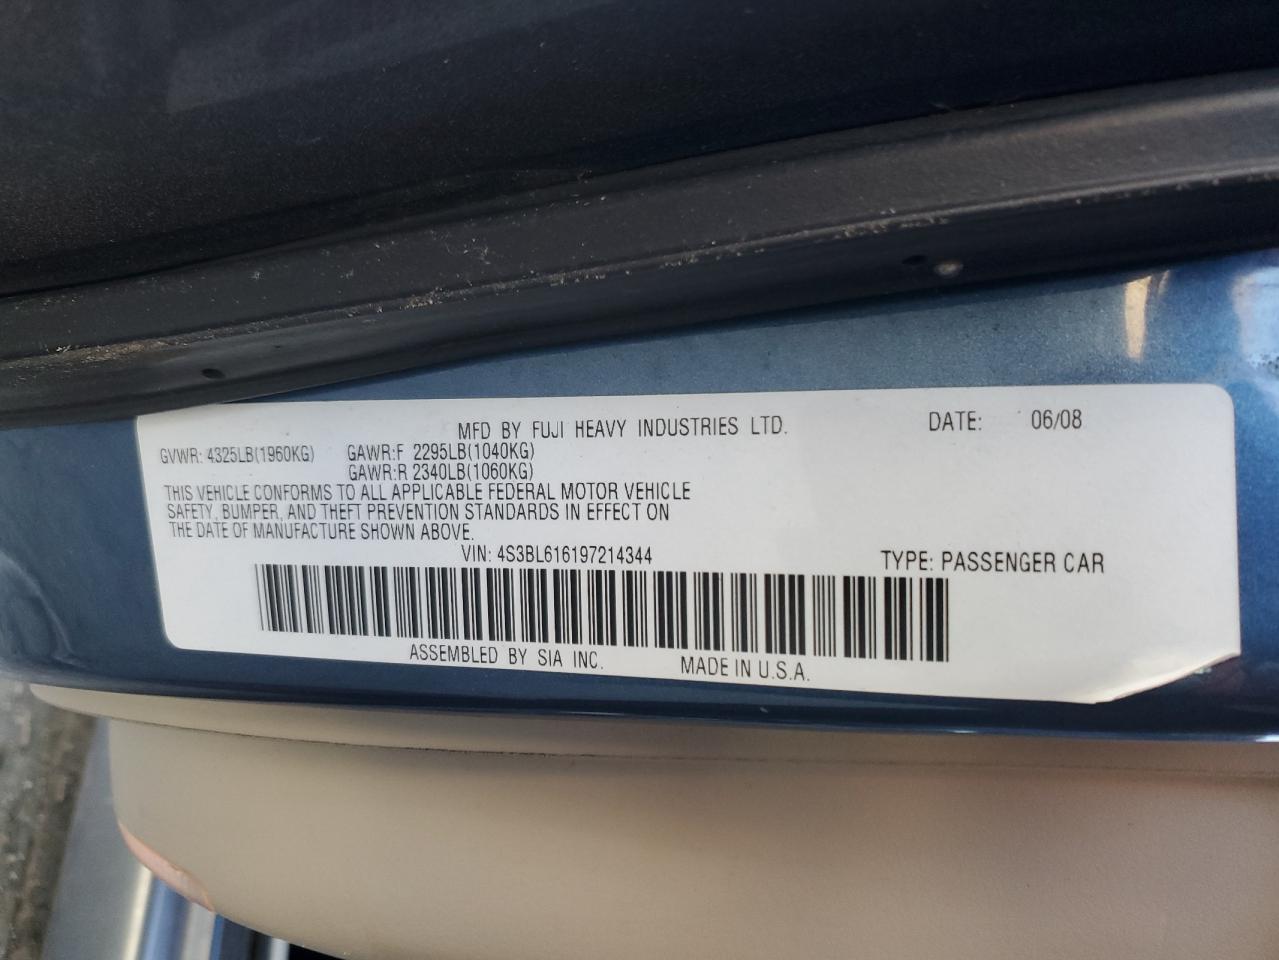 MFD BY FUJI HEAVY INDUSTRIES LTD. DATE: 06/08
GVWR: 4325LB(1960KG) GAWR:F 2295LB(1040KG)
GAWR:R 2340LB(1060KG)
THIS VEHICLE CONFORMS TO ALL APPLICABLE FEDERAL MOTOR VEHICLE
SAFETY, BUMPER, AND THEFT PREVENTION STANDARDS IN EFFECT ON
THE DATE OF MANUFACTURE SHOWN ABOVE.
VIN: 4S3BL616197214344 TYPE: PASSENGER CAR
ASSEMBLED BY SIA INC. MADE IN U.S.A.